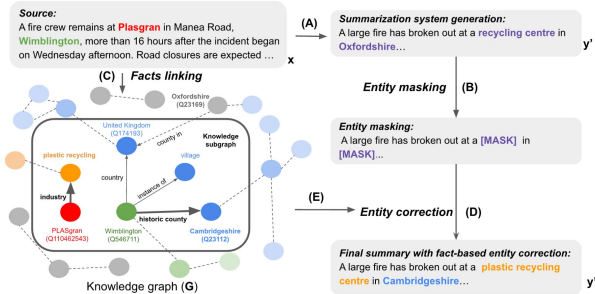 Source:
A fire crew remains at Plasgran in Manea Road,
Wimblington, more than 16 hours after the incident began
on Wednesday afternoon. Road closures are expected …
x
(A)
Summarization system generation:
A large fire has broken out at a recycling centre in
Oxfordshire…
y'
(C)
Facts linking
(B)
Entity masking
Oxfordshire
(Q23169)
United Kingdom
(Q174193)
county in
Knowledge
subgraph
plastic recycling
village
country
instance of
industry
historic county
PLASgran
(Q110462543)
Wimblington
(Q546711)
Cambridgeshire
(Q23112)
Knowledge graph (G)
Entity masking:
A large fire has broken out at a [MASK] in
[MASK]...
(E)
Entity correction
(D)
Final summary with fact-based entity correction:
A large fire has broken out at a plastic recycling
centre in Cambridgeshire…
y'